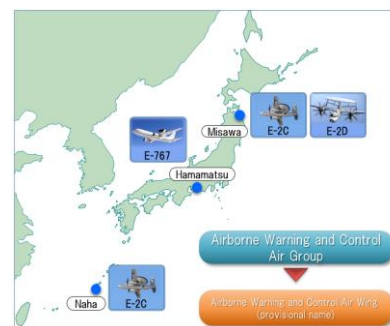 Misawa
E-2C
E-2D
E-767
Hamamatsu
Naha
E-2C
Airborne Warning and Control
Air Group
Airborne Warning and Control Air Wing
(provisional name)